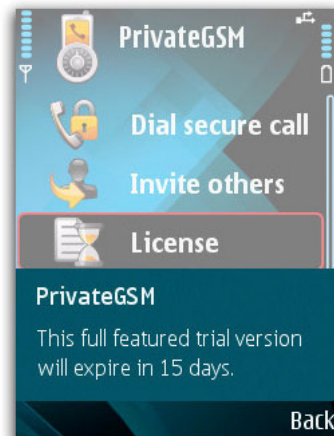 PrivateGSM
Dial secure call
Invite others
License
PrivateGSM
This full featured trial version
will expire in 15 days.
Back